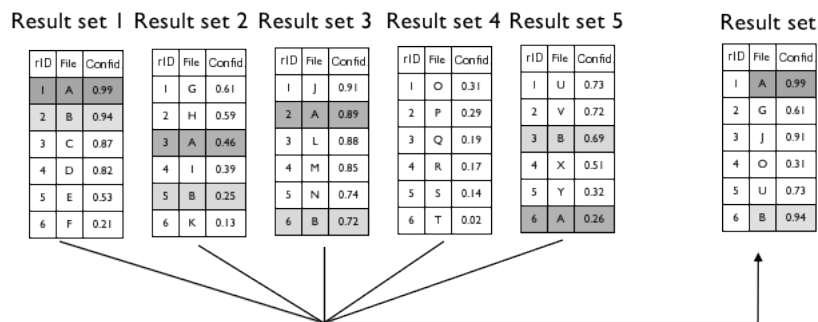 Result set 1 Result set 2 Result set 3 Result set 4 Result set 5 Result set
rID File Confid. rID File Confid. rID File Confid. rID File Confid. rID File Confid. rID File Confid.
1 A 0.99 1 G 0.61 1 J 0.91 1 O 0.31 1 U 0.73 1 A 0.99
2 B 0.94 2 H 0.59 2 A 0.89 2 P 0.29 2 V 0.72 2 G 0.61
3 C 0.87 3 A 0.46 3 L 0.88 3 Q 0.19 3 B 0.69 3 J 0.91
4 D 0.82 4 I 0.39 4 M 0.85 4 R 0.17 4 X 0.51 4 O 0.31
5 E 0.53 5 B 0.25 5 N 0.74 5 S 0.14 5 Y 0.32 5 U 0.73
6 F 0.21 6 K 0.13 6 B 0.72 6 T 0.02 6 A 0.26 6 B 0.94